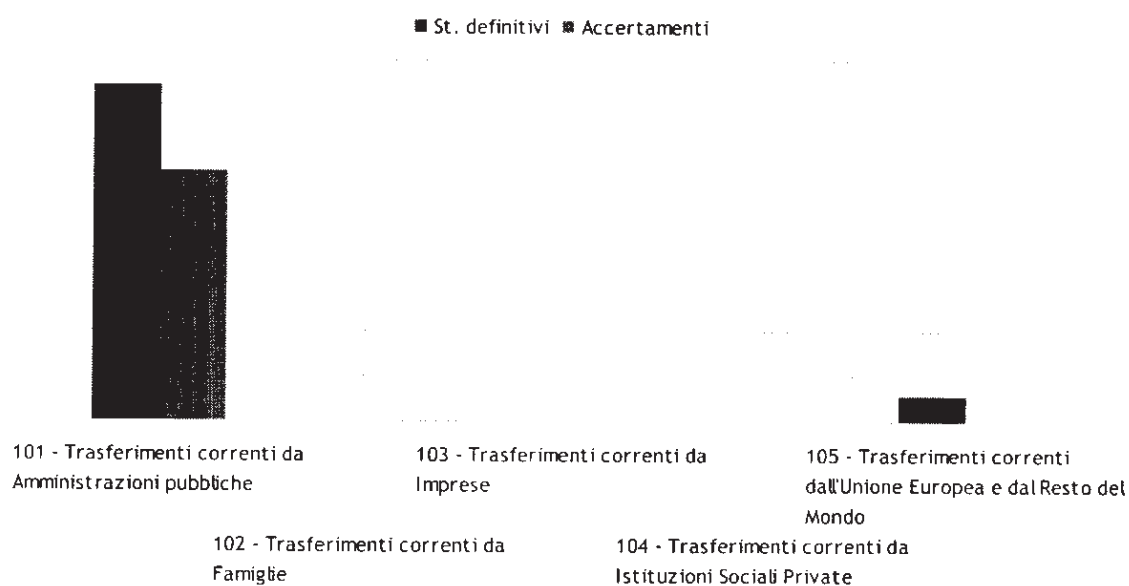 St. definitivi Accertamenti
101 - Trasferimenti correnti da
Amministrazioni pubbliche
102 - Trasferimenti correnti da
Famiglie
103 - Trasferimenti correnti da
Imprese
104 - Trasferimenti correnti da
Istituzioni Sociali Private
105 - Trasferimenti correnti
dall'Unione Europea e dal Resto del
Mondo